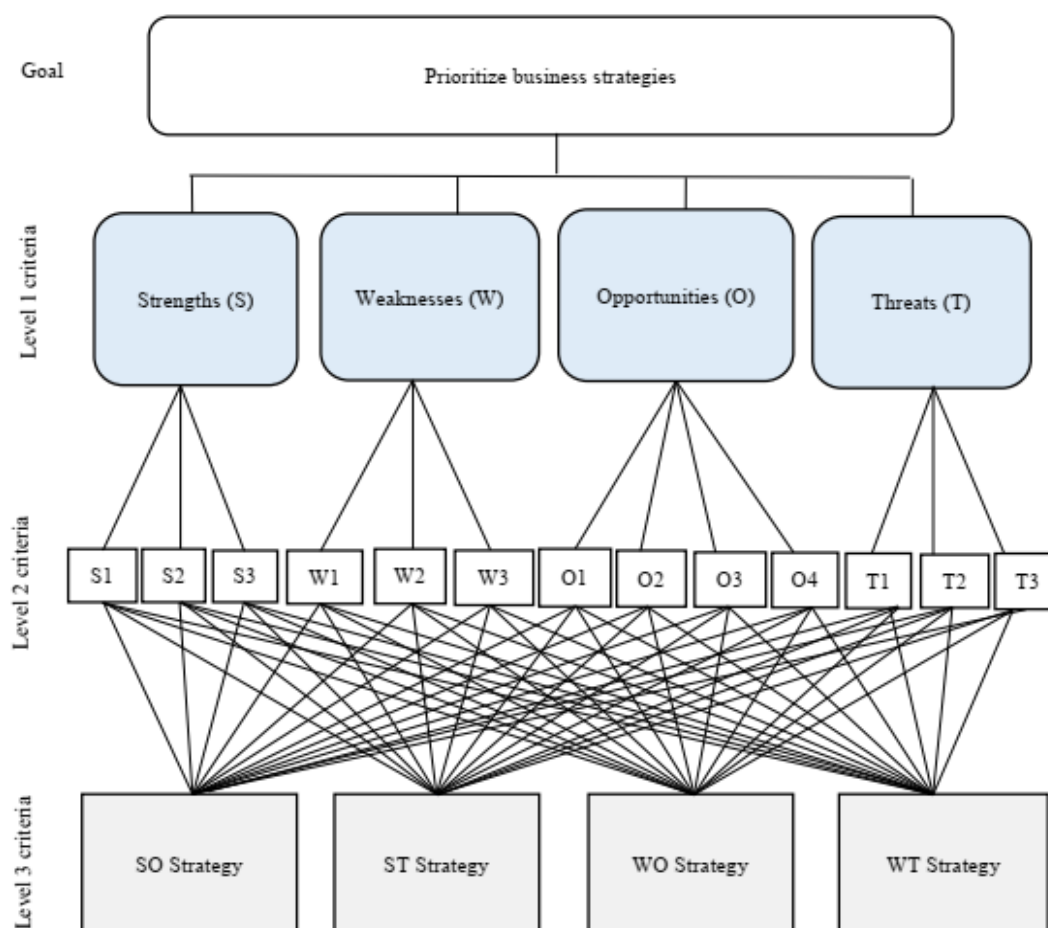 Goal
Prioritize business strategies
Level 1 criteria
Strengths (S)
Weaknesses (W)
Opportunities (O)
Threats (T)
Level 2 criteria
S1
S2
S3
W1
W2
W3
O1
O2
O3
O4
T1
T2
T3
Level 3 criteria
SO Strategy
ST Strategy
WO Strategy
WT Strategy